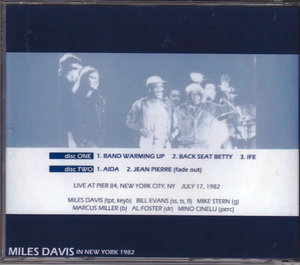 disc ONE 1. BAND WARMING UP 2. BACK SEAT BETTY 3. IFE
disc TWO 1. AIDA 2. JEAN PIERRE (fade out)
LIVE AT PIER 84, NEW YORK CITY, NY JULY 17, 1982
MILES DAVIS (tpt, keyb) BILL EVANS (ss, ts, fl) MIKE STERN (g)
MARCUS MILLER (b) AL FOSTER (dr) MINO CINELU (perc)
MILES DAVIS IN NEW YORK 1982